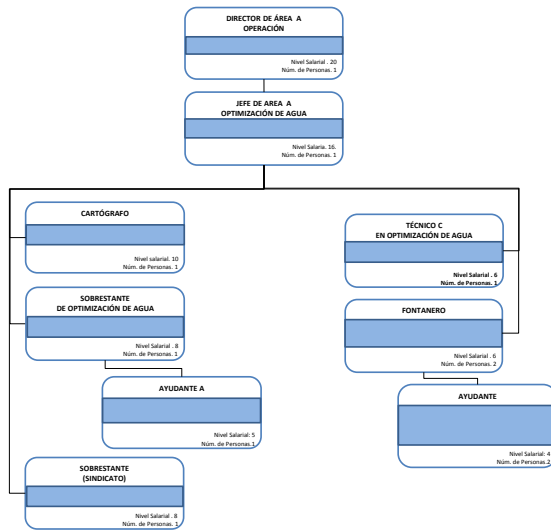 DIRECTOR DE ÁREA A
OPERACIÓN
Nivel Salarial . 20
Núm. de Personas. 1
JEFE DE AREA A
OPTIMIZACIÓN DE AGUA
Nivel Salaria. 16.
Núm. de Personas. 1
CARTÓGRAFO
Nivel salarial. 10
Núm. de Personas. 1
SOBRESTANTE
DE OPTIMIZACIÓN DE AGUA
Nivel Salarial . 8
Núm. de Personas. 1
AYUDANTE A
Nivel Salarial: 5
Núm. de Personas.1
SOBRESTANTE
(SINDICATO)
Nivel Salarial . 8
Núm. de Personas. 1
TÉCNICO C
EN OPTIMIZACIÓN DE AGUA
Nivel Salarial . 6
Núm. de Personas. 1
FONTANERO
Nivel Salarial . 6
Núm. de Personas. 2
AYUDANTE
Nivel Salarial: 4
Núm. de Personas.2